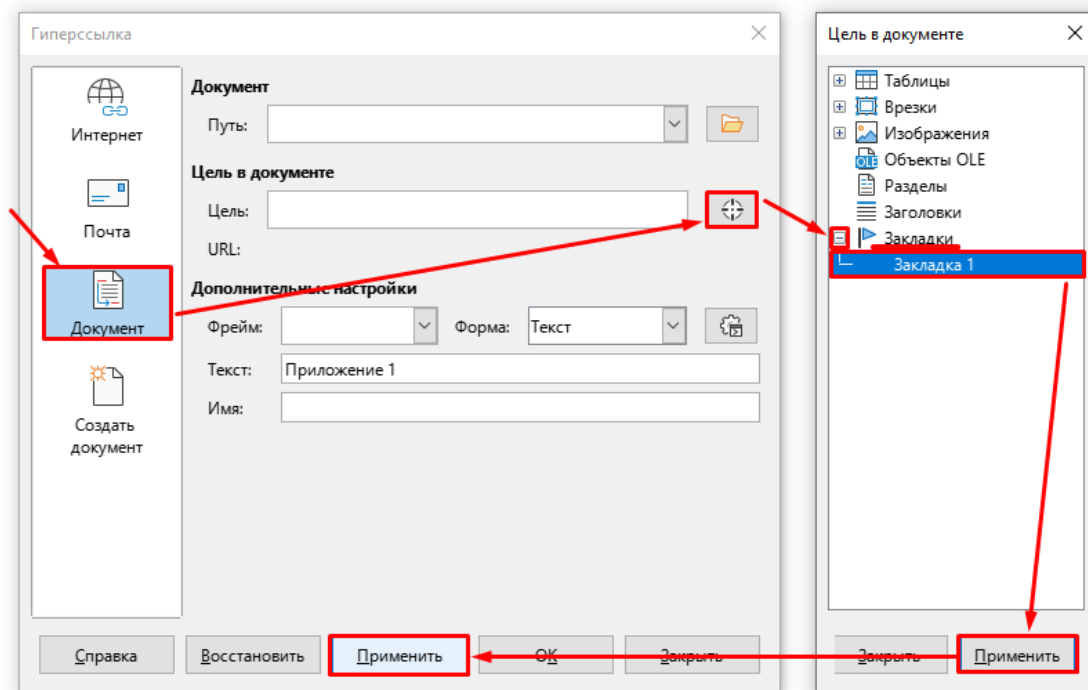 Гиперссылка
Интернет
Почта
Документ
Создать
документ
Документ
Путь:
Цель в документе
Цель:
URL:
Дополнительные настройки
Фрейм:
Форма: Текст
Текст: Приложение 1
Имя:
Справка
Восстановить
Применить
ОК
Закрыть
Цель в документе
Таблицы
Врезки
Изображения
OLE Объекты OLE
Разделы
Заголовки
Закладки
Закладка 1
Закрыть
Применить